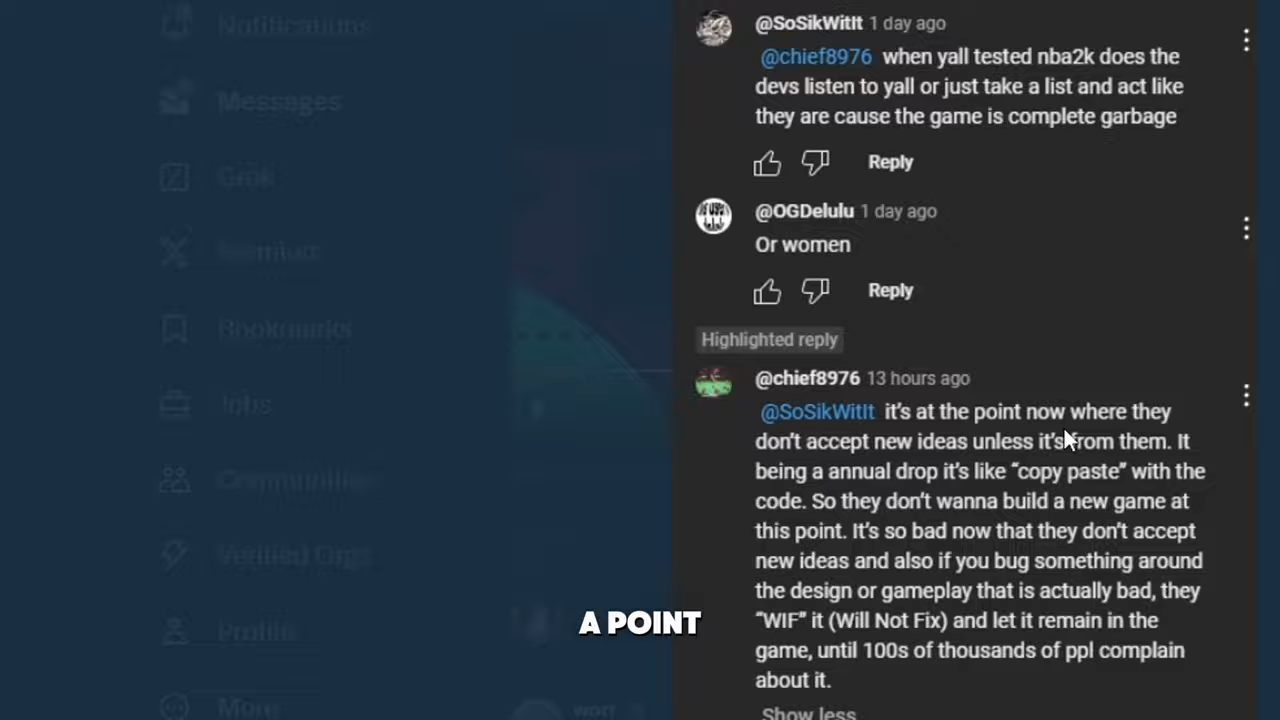 Notifications
Messages
Grok
Bookmarks
Jobs
Communities
Verified Orgs
Profile
More
@SoSikWitIt 1 day ago
@chief8976 when yall tested nba2k does the
devs listen to yall or just take a list and act like
they are cause the game is complete garbage
Reply
@OGDelulu 1 day ago
Or women
Reply
Highlighted reply
@chief8976 13 hours ago
@SoSikWitIt it's at the point now where they
don't accept new ideas unless it's from them. It
being a annual drop it's like “copy paste” with the
code. So they don't wanna build a new game at
this point. It's so bad now that they don't accept
new ideas and also if you bug something around
the design or gameplay that is actually bad, they
“WIF” it (Will Not Fix) and let it remain in the
game, until 100s of thousands of ppl complain
about it.
Show less
A POINT